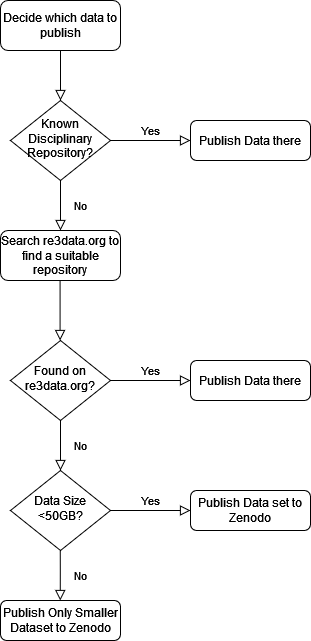 Decide which data to
publish
Known
Disciplinary
Repository?
Yes
Publish Data there
No
Search re3data.org to
find a suitable
repository
Found on
re3data.org?
Yes
Publish Data there
No
Data Size
<50GB?
Yes
Publish Data set to
Zenodo
No
Publish Only Smaller
Dataset to Zenodo